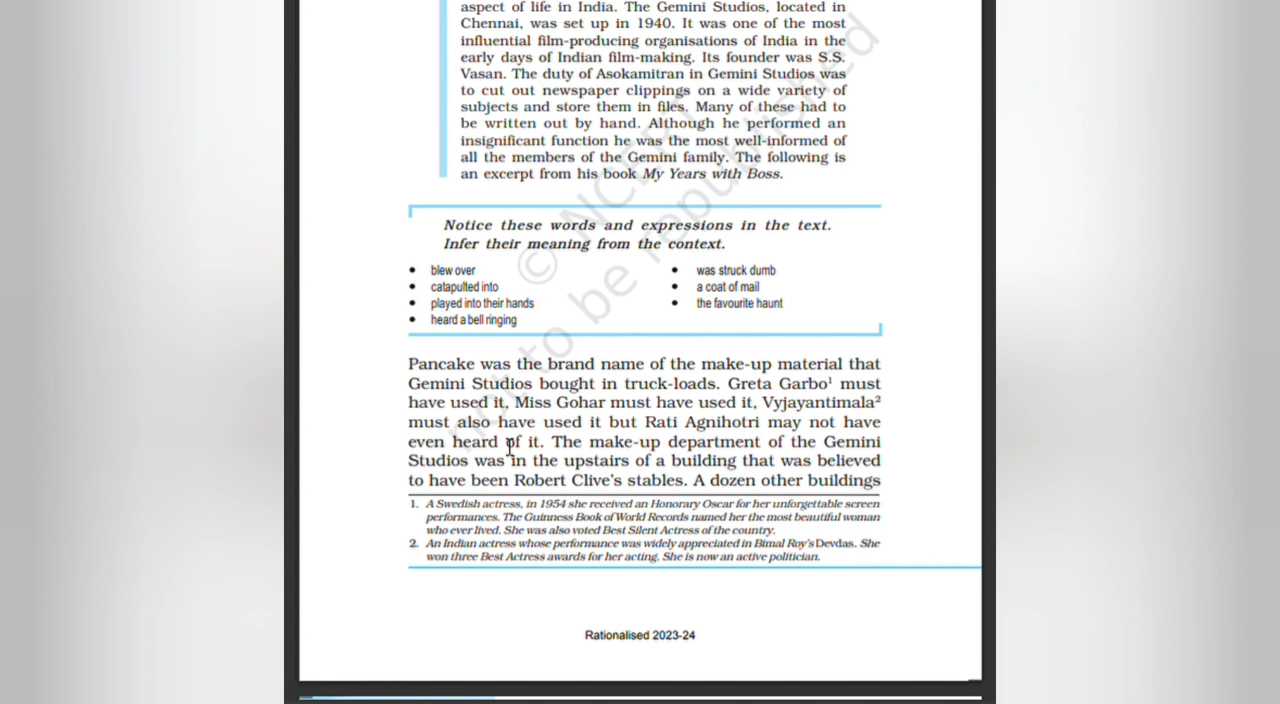 aspect of life in India. The Gemini Studios, located in
Chennai, was set up in 1940. It was one of the most
influential film-producing organisations of India in the
early days of Indian film-making. Its founder was S.S.
Vasan. The duty of Asokamitran in Gemini Studios was
to cut out newspaper clippings on a wide variety of
subjects and store them in files. Many of these had to
be written out by hand. Although he performed an
insignificant function he was the most well-informed of
all the members of the Gemini family. The following is
an excerpt from his book My Years with Boss.
Notice these words and expressions in the text.
Infer their meaning from the context.
• blew over
• catapulted into
• played into their hands
• heard a bell ringing
• was struck dumb
• a coat of mail
• the favourite haunt
Pancake was the brand name of the make-up material that
Gemini Studios bought in truck-loads. Greta Garbo¹ must
have used it, Miss Gohar must have used it, Vyjayantimala²
must also have used it but Rati Agnihotri may not have
even heard of it. The make-up department of the Gemini
Studios was in the upstairs of a building that was believed
to have been Robert Clive's stables. A dozen other buildings
1. A Swedish actress, in 1954 she received an Honorary Oscar for her unforgettable screen
performances. The Guinness Book of World Records named her the most beautiful woman
who ever lived. She was also voted Best Silent Actress of the country.
2. An Indian actress whose performance was widely appreciated in Bimal Roy's Devdas. She
won three Best Actress awards for her acting. She is now an active politician.
Rationalised 2023-24
© NCERT
not to be republished